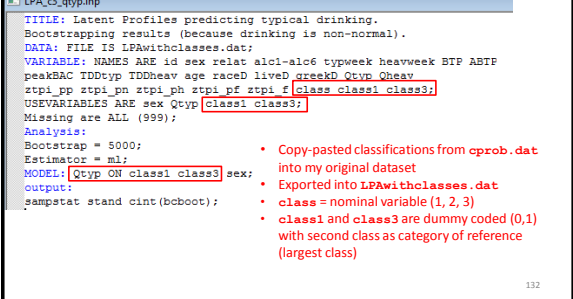 LPA_c3_qtyp.inp
TITLE: Latent Profiles predicting typical drinking.
Bootstrapping results (because drinking is non-normal).
DATA: FILE IS LPAwithclasses.dat;
VARIABLE: NAMES ARE id sex relat alc1-alc6 typweek heavweek BTP ABTP
peakBAC TDDtyp TDDheav age raceD liveD greekD Qtyp Qheav
ztpi_pp ztpi_pn ztpi_ph ztpi_pf ztpi_f class class1 class3;
USEVARIABLES ARE sex Qtyp class1 class3;
Missing are ALL (999);
Analysis:
Bootstrap = 5000;
Estimator = ml;
MODEL: Qtyp ON class1 class3 sex;
output:
sampstat stand cint(bcboot);
• Copy-pasted classifications from cprob.dat
into my original dataset
• Exported into LPAwithclasses.dat
• class = nominal variable (1, 2, 3)
• class1 and class3 are dummy coded (0,1)
with second class as category of reference
(largest class)
132